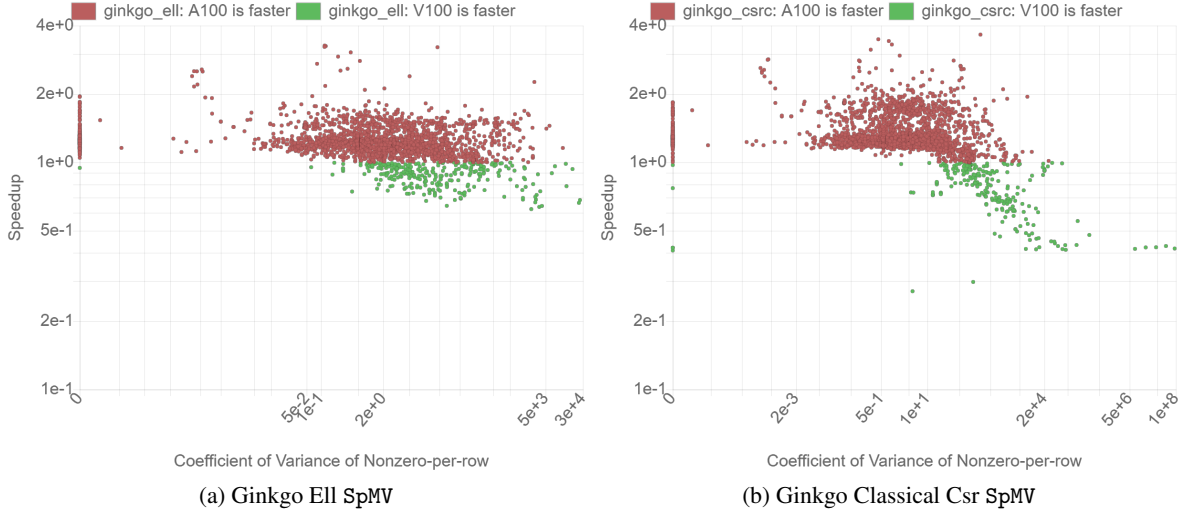 ginkgo_ell: A100 is faster ginkgo_ell: V100 is faster
4e+0
2e+0
1e+0
5e-1
2e-1
1e-1
Speedup
0 5e-2 1e-1 2e+0 5e+3 3e+4
Coefficient of Variance of Nonzero-per-row
(a) Ginkgo Ell SpMV
ginkgo_csrc: A100 is faster ginkgo_csrc: V100 is faster
4e+0
2e+0
1e+0
5e-1
2e-1
1e-1
Speedup
0 2e-3 5e-1 1e+1 2e+4 5e+6 1e+8
Coefficient of Variance of Nonzero-per-row
(b) Ginkgo Classical Csr SpMV